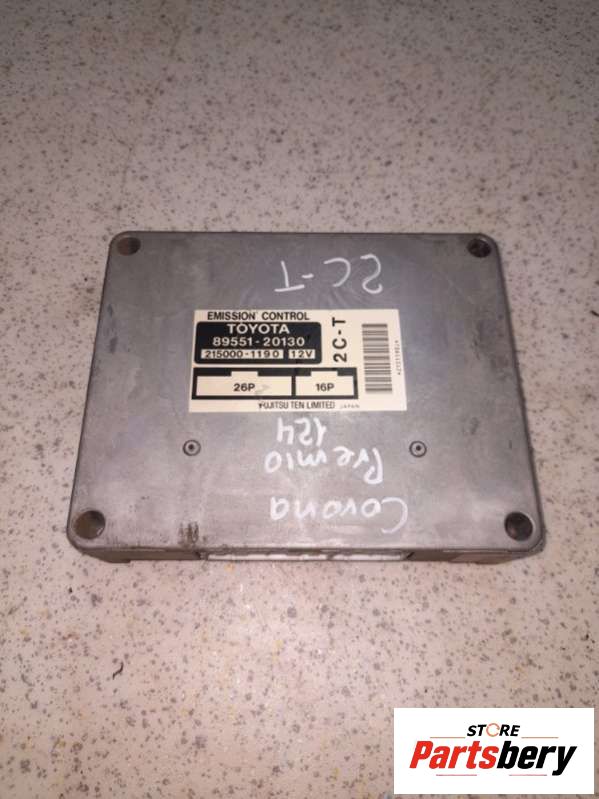 2C-T
EMISSION CONTROL
TOYOTA
89551-20130
215000-1190 12V
2C-T
26P 16P
FUJITSU TEN LIMITED JAPAN
124
Premio
Corona
STORE
Partsbery